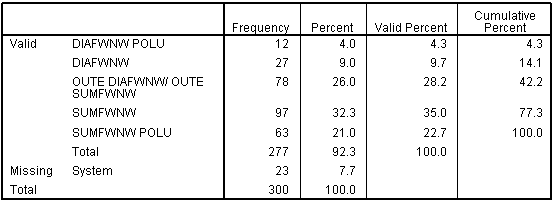 Frequency Percent Valid Percent Cumulative Percent
Valid DIAFWNW POLU 12 4.0 4.3 4.3
DIAFWNW 27 9.0 9.7 14.1
OUTE DIAFWNW/ OUTE SUMFWNW 78 26.0 28.2 42.2
SUMFWNW 97 32.3 35.0 77.3
SUMFWNW POLU 63 21.0 22.7 100.0
Total 277 92.3 100.0
Missing System 23 7.7
Total 300 100.0